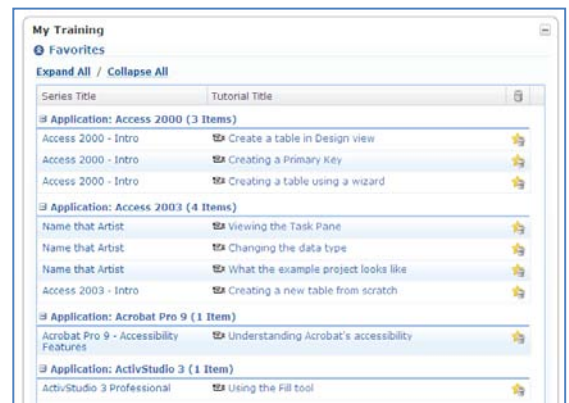 My Training
Favorites
Expand All / Collapse All
Series Title Tutorial Title
Application: Access 2000 (3 Items)
Access 2000 - Intro Create a table in Design view
Access 2000 - Intro Creating a Primary Key
Access 2000 - Intro Creating a table using a wizard
Application: Access 2003 (4 Items)
Name that Artist Viewing the Task Pane
Name that Artist Changing the data type
Name that Artist What the example project looks like
Access 2003 - Intro Creating a new table from scratch
Application: Acrobat Pro 9 (1 Item)
Acrobat Pro 9 - Accessibility Understanding Acrobat's accessibility
Features
Application: ActivStudio 3 (1 Item)
ActivStudio 3 Professional Using the Fill tool